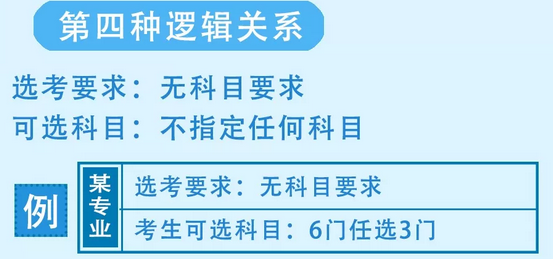 第四种逻辑关系
选考要求：无科目要求
可选科目：不指定任何科目
例
某专业
选考要求：无科目要求
考生可选科目：6门任选3门